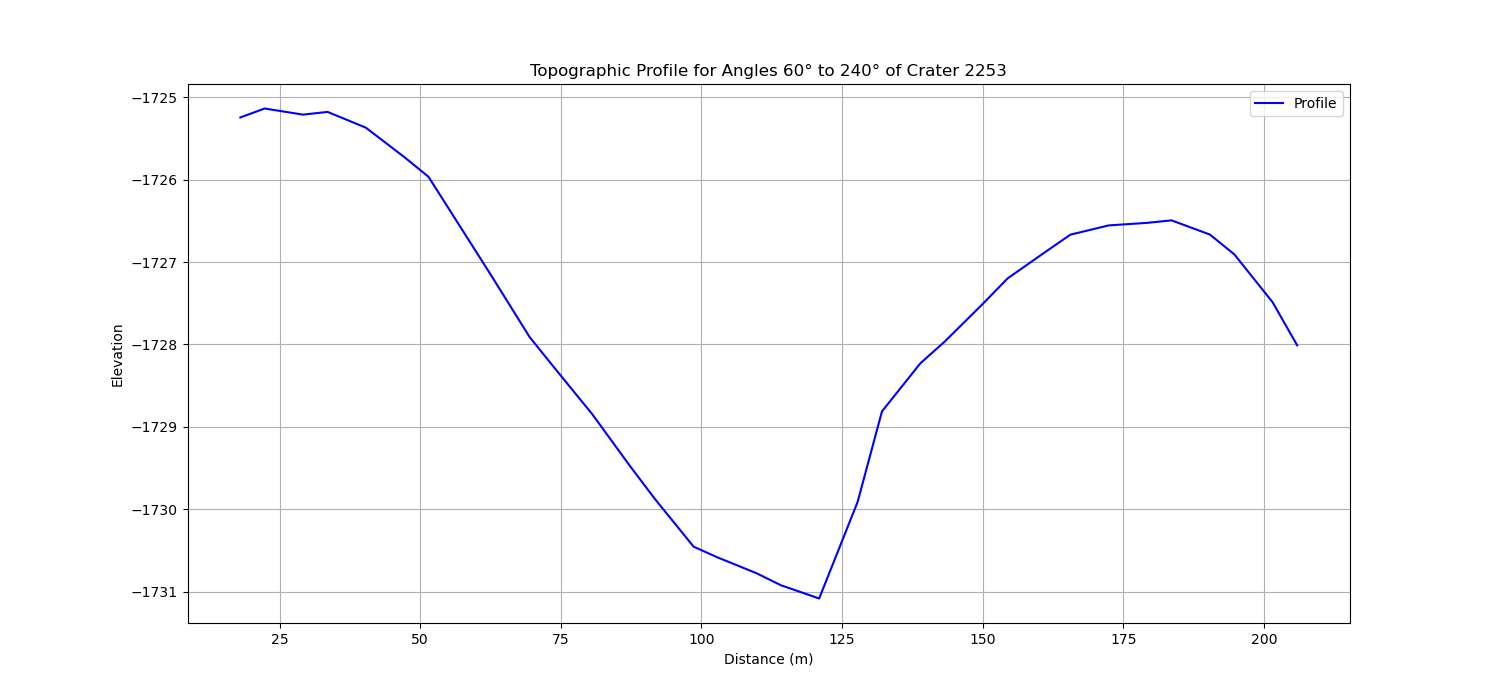 Topographic Profile for Angles 60° to 240° of Crater 2253
Profile
−1725
−1726
−1727
−1728
−1729
−1730
−1731
Elevation
25 50 75 100 125 150 175 200
Distance (m)